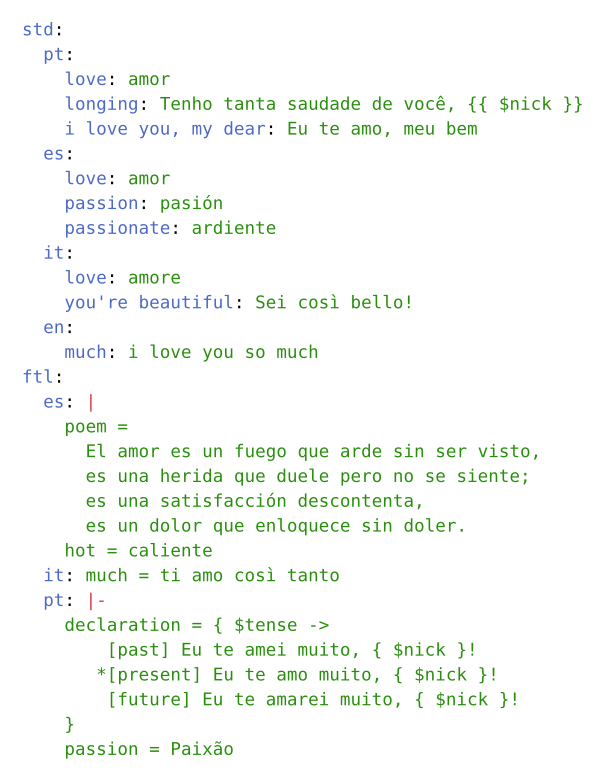 std:
  pt:
    love: amor
    longing: Tenho tanta saudade de você, {{ $nick }}
    i love you, my dear: Eu te amo, meu bem
  es:
    love: amor
    passion: pasión
    passionate: ardiente
  it:
    love: amore
    you're beautiful: Sei così bello!
  en:
    much: i love you so much
ftl:
  es: |
    poem =
      El amor es un fuego que arde sin ser visto,
      es una herida que duele pero no se siente;
      es una satisfacción descontenta,
      es un dolor que enloquece sin doler.
    hot = caliente
  it: much = ti amo così tanto
  pt: |-
    declaration = { $tense ->
        [past] Eu te amei muito, { $nick }!
       *[present] Eu te amo muito, { $nick }!
        [future] Eu te amarei muito, { $nick }!
    }
    passion = Paixão